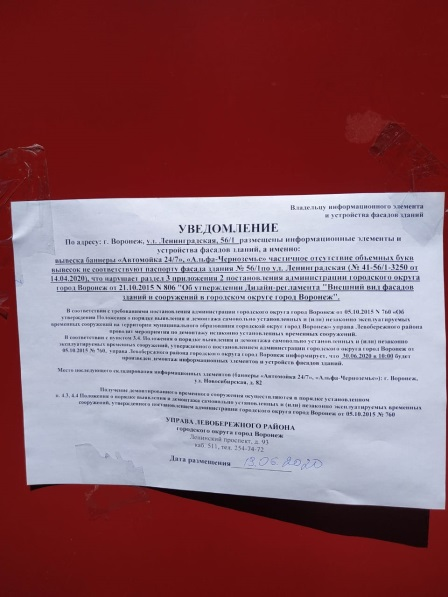 Владельцу информационного элемента
и устройства фасадов зданий
УВЕДОМЛЕНИЕ
По адресу: г. Воронеж, ул. Ленинградская, 56/1 размещены информационные элементы и
устройства фасадов зданий, а именно:
вывеска баннеры «Автомойка 24/7», «Альфа-Черноземье» частичное отсутствие объемных букв
вывесок не соответствуют паспорту фасада здания № 56/1по ул. Ленинградская (№ 41-56/1-3250 от
14.04.2020), что нарушает раздел 3 приложения 2 постановления администрации городского округа
город Воронеж от 21.10.2015 № 806 "Об утверждении Дизайн-регламента "Внешний вид фасадов
зданий и сооружений в городском округе город Воронеж".
В соответствии с требованиями постановления администрации городского округа город Воронеж от 05.10.2015 № 760 «Об
утверждении Положения о порядке выявления и демонтажа самовольно установленных и (или) незаконно эксплуатируемых
временных сооружений на территории муниципального образования городской округ город Воронеж» управа Левобережного района
проводит мероприятия по демонтажу незаконно установленных временных сооружений.
В соответствии с пунктом 3.4. Положения о порядке выявления и демонтажа самовольно установленных и (или) незаконно
эксплуатируемых временных сооружений, утвержденного постановлением администрации городского округа город Воронеж от
05.10.2015 № 760, управа Левобережного района городского округа город Воронеж информирует, что 30.06.2020 в 10:00 будет
произведен демонтаж информационных элементов и устройств фасадов зданий.
Место последующего складирования информационных элементов (баннеры «Автомойка 24/7», «Альфа-Черноземье»): г. Воронеж,
ул. Новосибирская, д. 82
Получение демонтированного временного сооружения осуществляются в порядке установленном
п. 4.3, 4.4 Положения о порядке выявления и демонтажа самовольно установленных и (или) незаконно эксплуатируемых временных
сооружений, утвержденного постановлением администрации городского округа город Воронеж от 05.10.2015 № 760
УПРАВА ЛЕВОБЕРЕЖНОГО РАЙОНА
городского округа город Воронеж
Ленинский проспект, д. 93
каб. 511, тел. 254-74-72
Дата размещения 19.06.2020